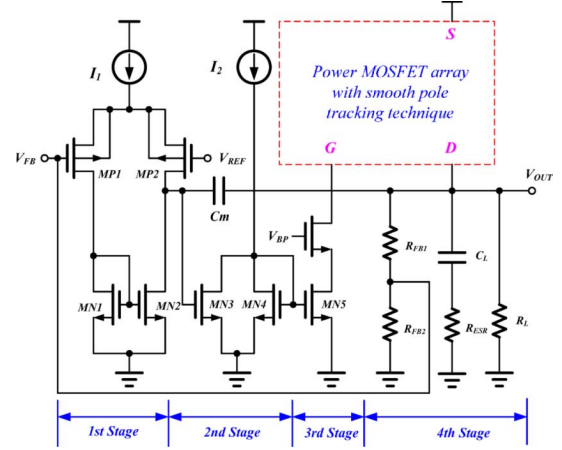 S
I1
I2
Power MOSFET array
with smooth pole
tracking technique
G
D
VFB
MP1
MP2
VREF
Cm
VOUT
VBP
RFB1
CL
MN1
MN2
MN3
MN4
MN5
RFB2
RESR
RL
1st Stage
2nd Stage
3rd Stage
4th Stage